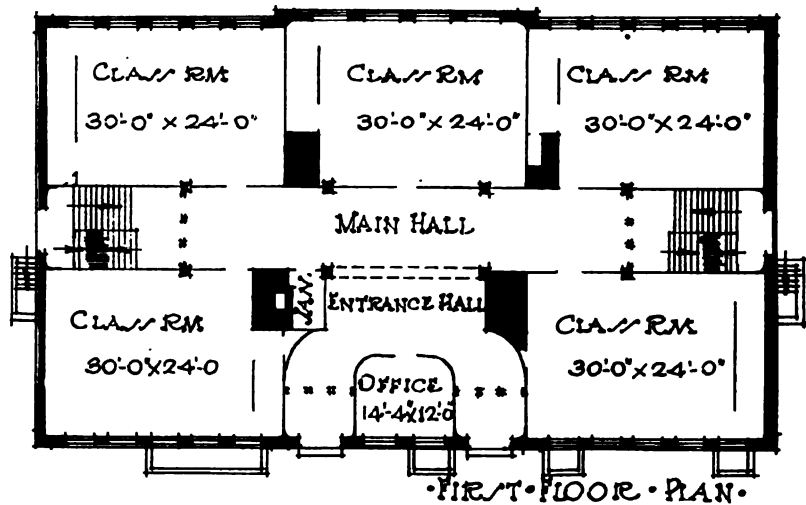 CLASS RM
30'-0" X 24'-0"
CLASS RM
30'-0" X 24'-0"
CLASS RM
30'-0" X 24'-0"
MAIN HALL
JAN.
ENTRANCE HALL
CLASS RM
30'-0" X 24'-0
CLASS RM
30'-0" X 24'-0"
OFFICE
14'-4" X 12'-0"
·FIRST·FLOOR·PLAN·